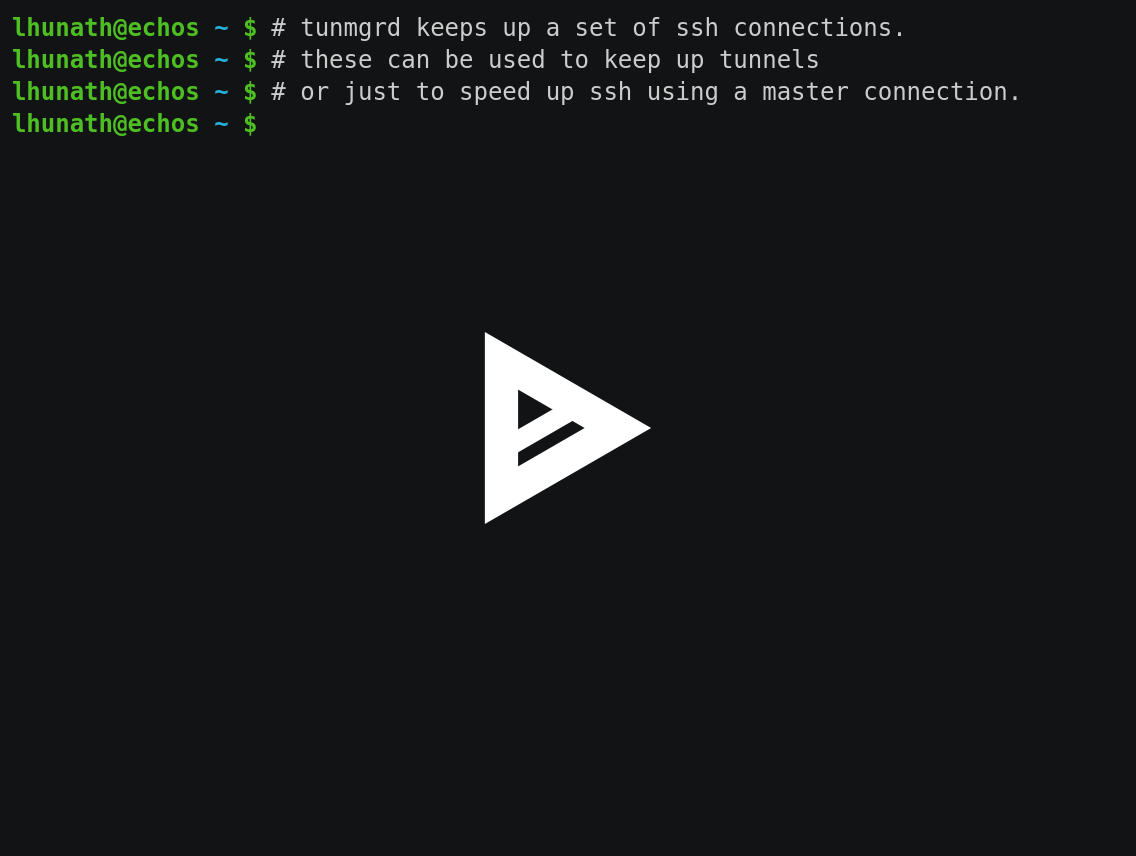 lhunath@echos ~ $ # tunmgrd keeps up a set of ssh connections.
lhunath@echos ~ $ # these can be used to keep up tunnels
lhunath@echos ~ $ # or just to speed up ssh using a master connection.
lhunath@echos ~ $